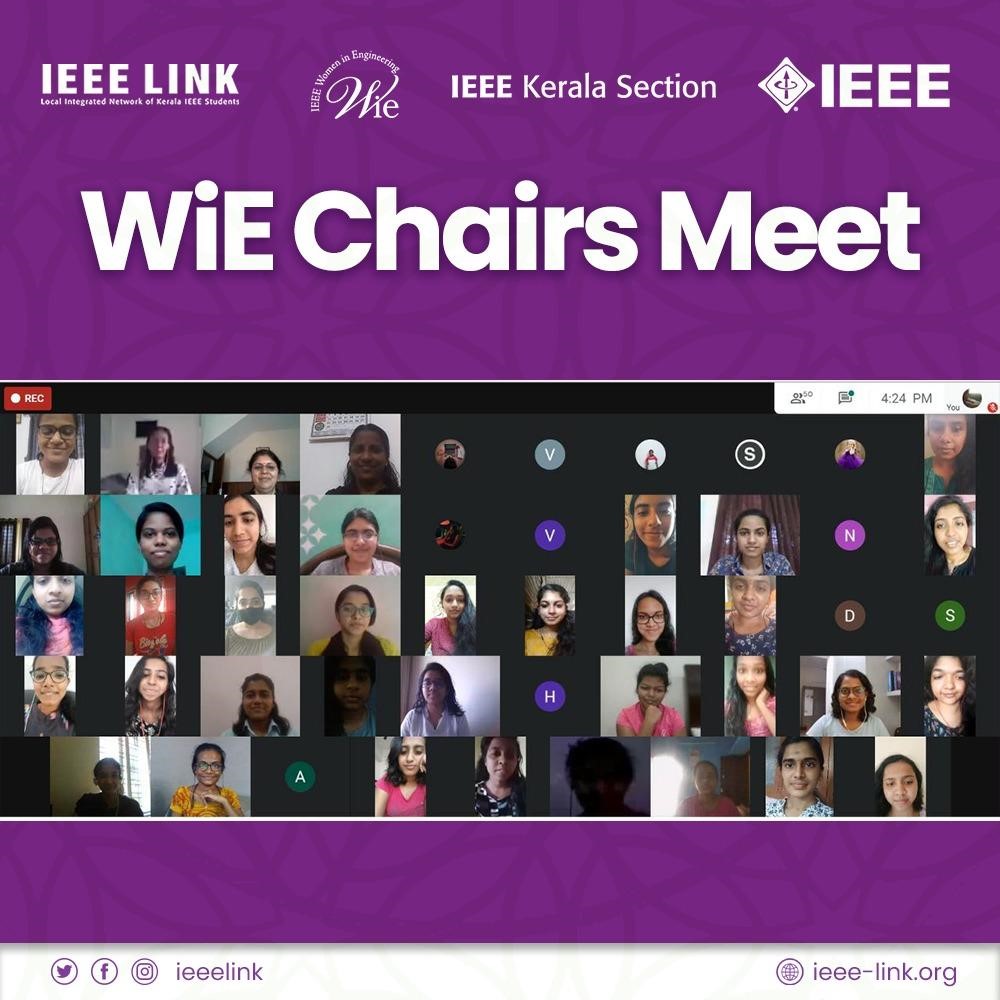 IEEE LINK
Local Integrated Network of Kerala IEEE Students
IEEE Women in Engineering
WiE
IEEE Kerala Section
IEEE
WiE Chairs Meet
REC
50
4:24 PM
You
V
S
V
N
D
S
H
A
ieeelink
ieee-link.org